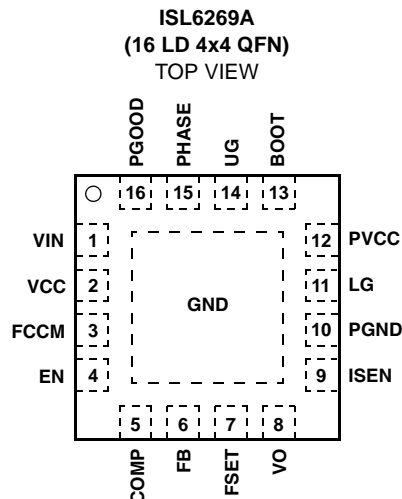 ISL6269A
(16 LD 4x4 QFN)
TOP VIEW
PGOOD PHASE UG BOOT
16 15 14 13
VIN 1 12 PVCC
VCC 2 11 LG
GND
FCCM 3 10 PGND
EN 4 9 ISEN
5 6 7 8
COMP FB FSET VO